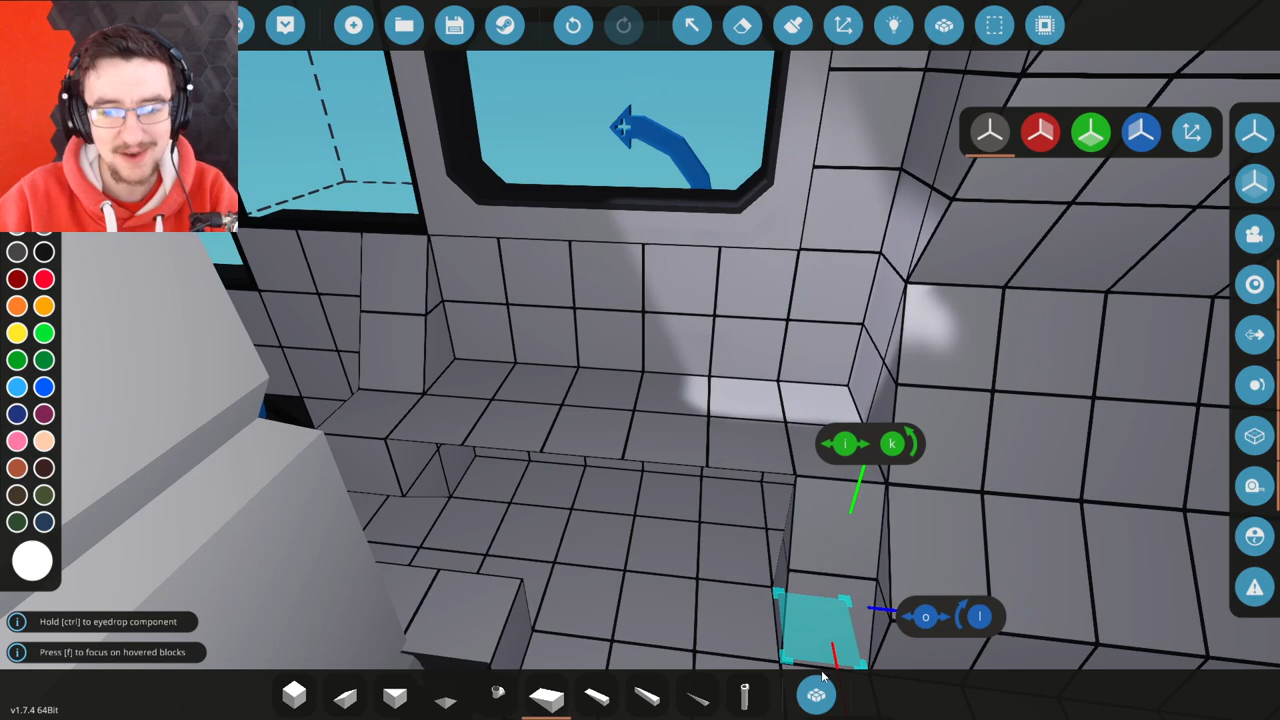 i k
o l
Hold [ctrl] to eyedrop component
Press [f] to focus on hovered blocks
v1.7.4 64Bit